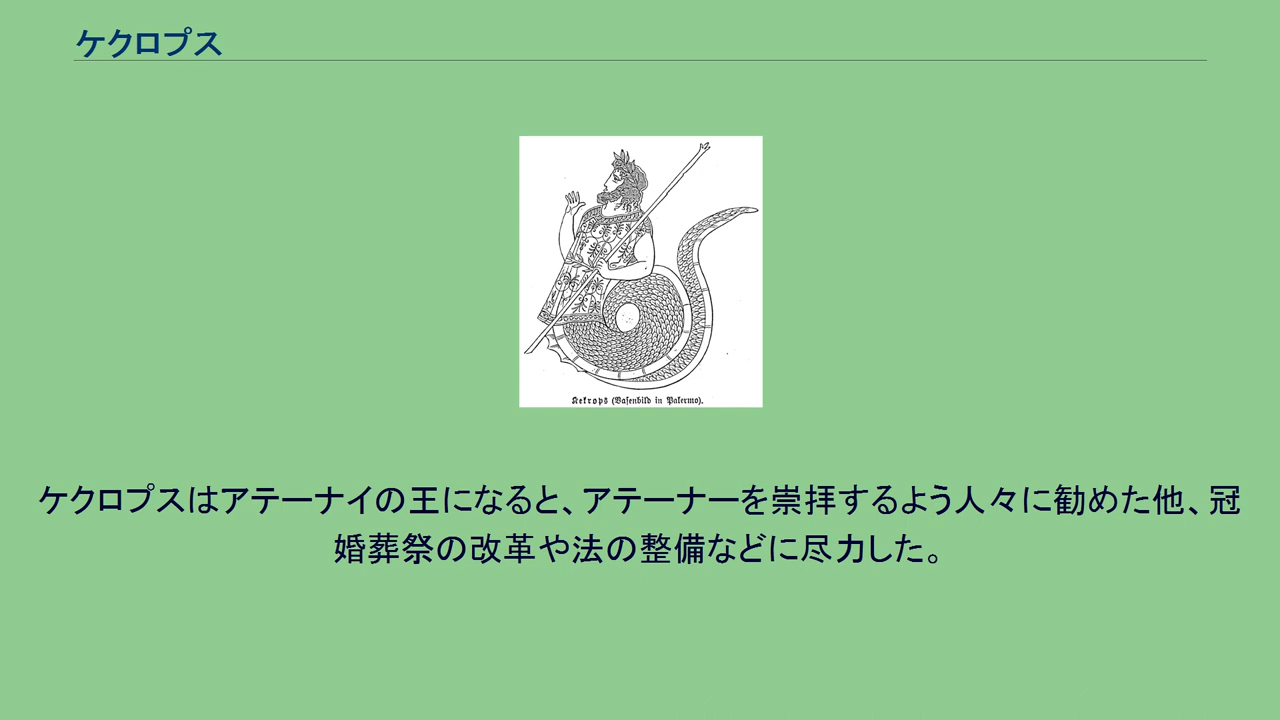 ケクロプス
Kekrops (Vasenbild in Palermo).
ケクロプスはアテーナイの王になると、アテーナーを崇拝するよう人々に勧めた他、冠
婚葬祭の改革や法の整備などに尽力した。